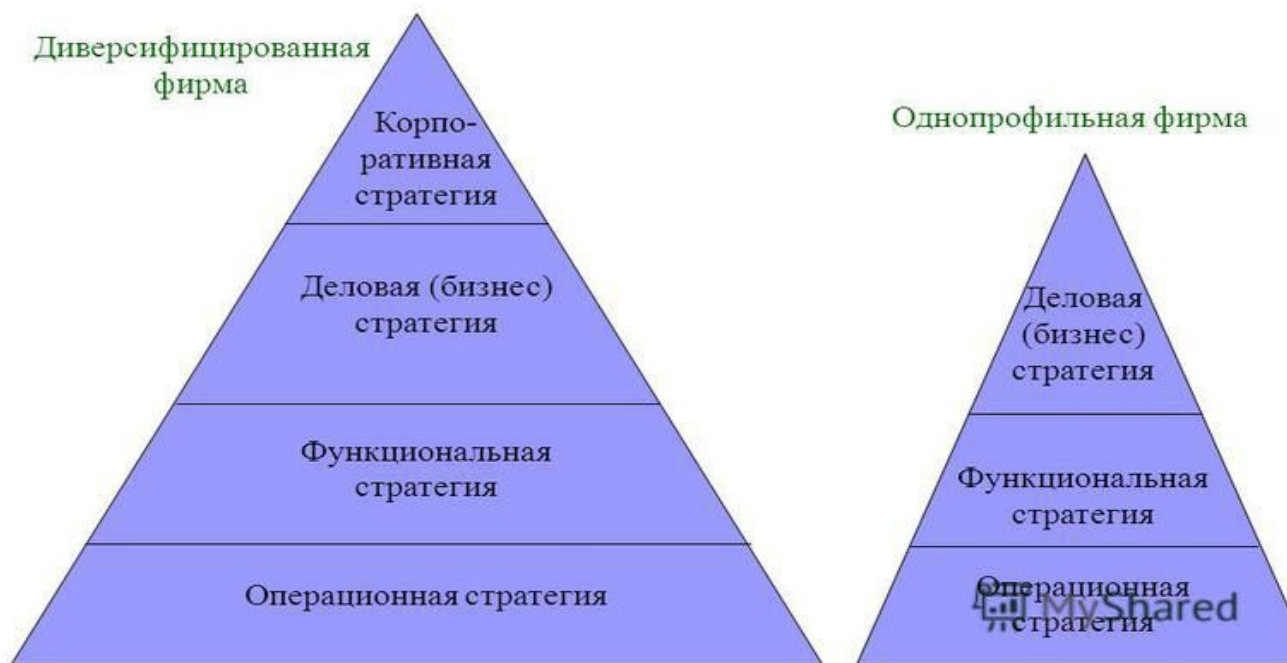 Диверсифицированная
фирма
Корпо-
ративная
стратегия
Деловая (бизнес)
стратегия
Функциональная
стратегия
Операционная стратегия
Однопрофильная фирма
Деловая
(бизнес)
стратегия
Функциональная
стратегия
Операционная
стратегия
MyShared